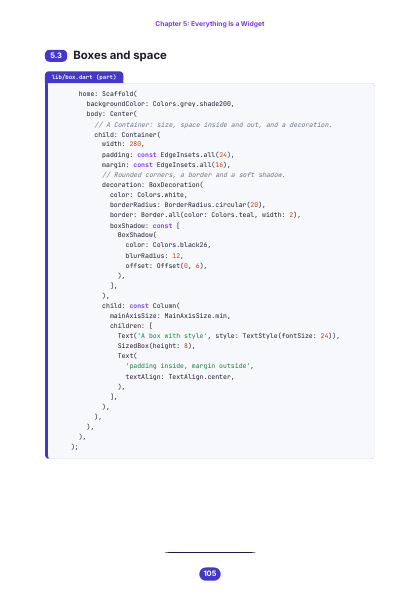 Chapter 5: Everything Is a Widget
5.3 Boxes and space
lib/box.dart (part)
home: Scaffold(
backgroundColor: Colors.grey.shade200,
body: Center(
// A Container: size, space inside and out, and a decoration.
child: Container(
width: 280,
padding: const EdgeInsets.all(24),
margin: const EdgeInsets.all(16),
// Rounded corners, a border and a soft shadow.
decoration: BoxDecoration(
color: Colors.white,
borderRadius: BorderRadius.circular(20),
border: Border.all(color: Colors.teal, width: 2),
boxShadow: const [
BoxShadow(
color: Colors.black26,
blurRadius: 12,
offset: Offset(0, 6),
),
],
),
child: const Column(
mainAxisSize: MainAxisSize.min,
children: [
Text('A box with style', style: TextStyle(fontSize: 24)),
SizedBox(height: 8),
Text(
'padding inside, margin outside',
textAlign: TextAlign.center,
),
],
),
),
),
),
);
105